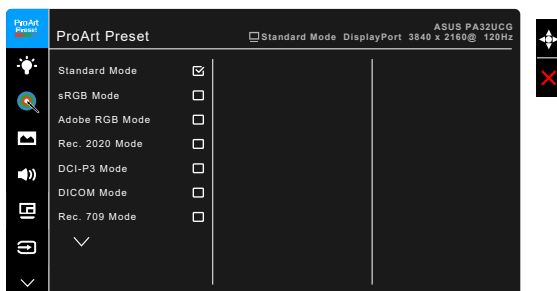 ProArt
Preset
ProArt Preset
ASUS PA32UCG
Standard Mode DisplayPort 3840 x 2160@ 120Hz
Standard Mode
sRGB Mode
Adobe RGB Mode
Rec. 2020 Mode
DCI-P3 Mode
DICOM Mode
Rec. 709 Mode